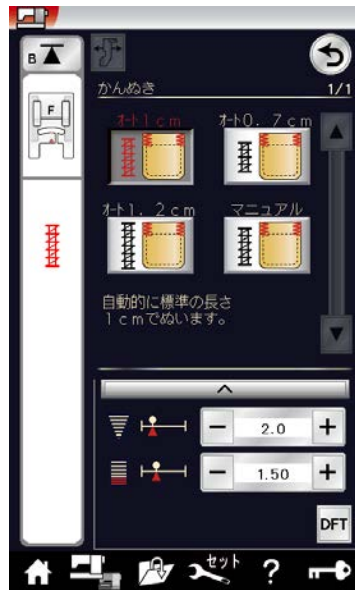 B
F
かんぬき 1/1
オート1cm オート0.7cm
オート1.2cm マニュアル
自動的に標準の長さ
1cmでぬいます。
− 2.0 +
− 1.50 +
DFT
セット ?